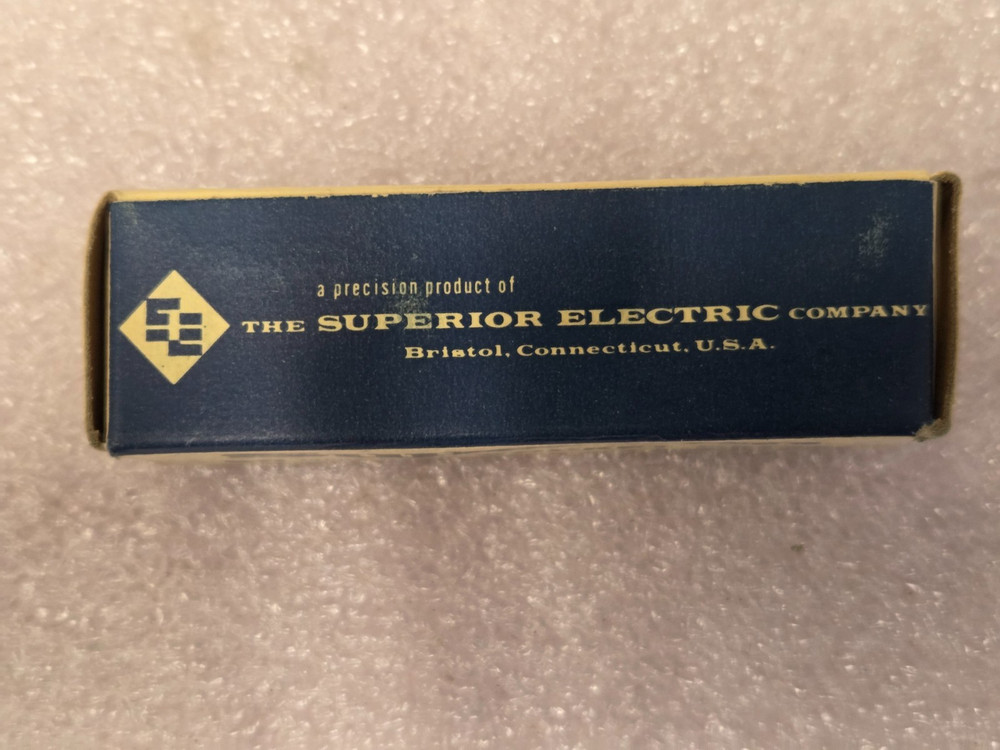 a precision product of
THE SUPERIOR ELECTRIC COMPANY
Bristol, Connecticut, U.S.A.